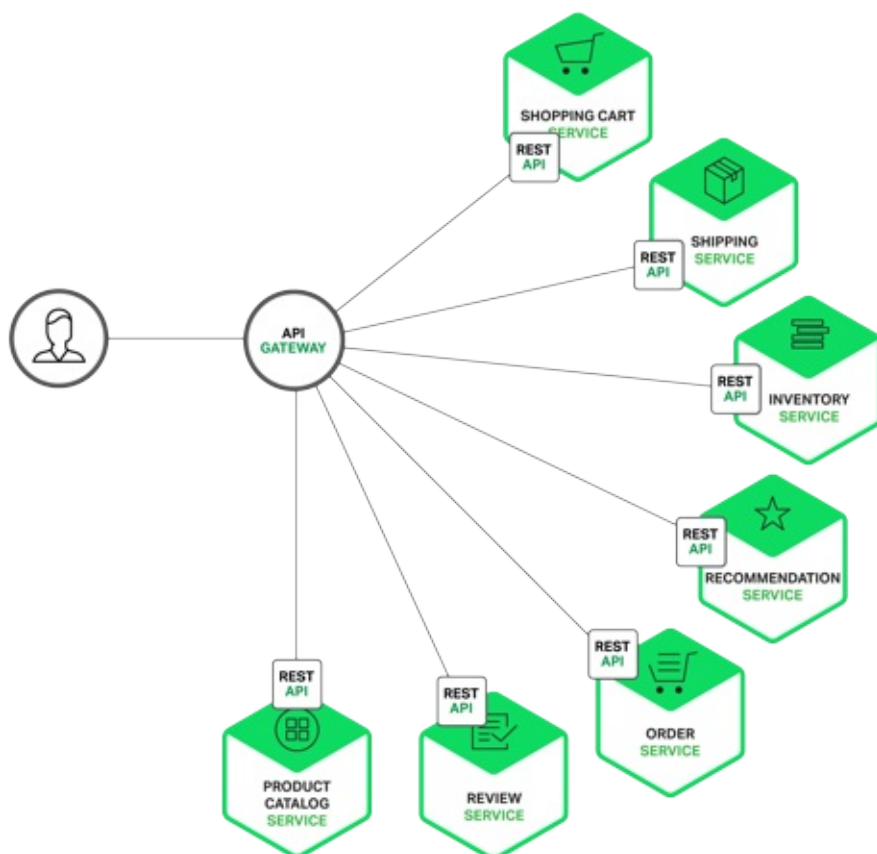 SHOPPING CART
SERVICE
REST
API
SHIPPING
SERVICE
REST
API
API
GATEWAY
INVENTORY
SERVICE
REST
API
RECOMMENDATION
SERVICE
REST
API
ORDER
SERVICE
REST
API
REVIEW
SERVICE
REST
API
PRODUCT
CATALOG
SERVICE
REST
API